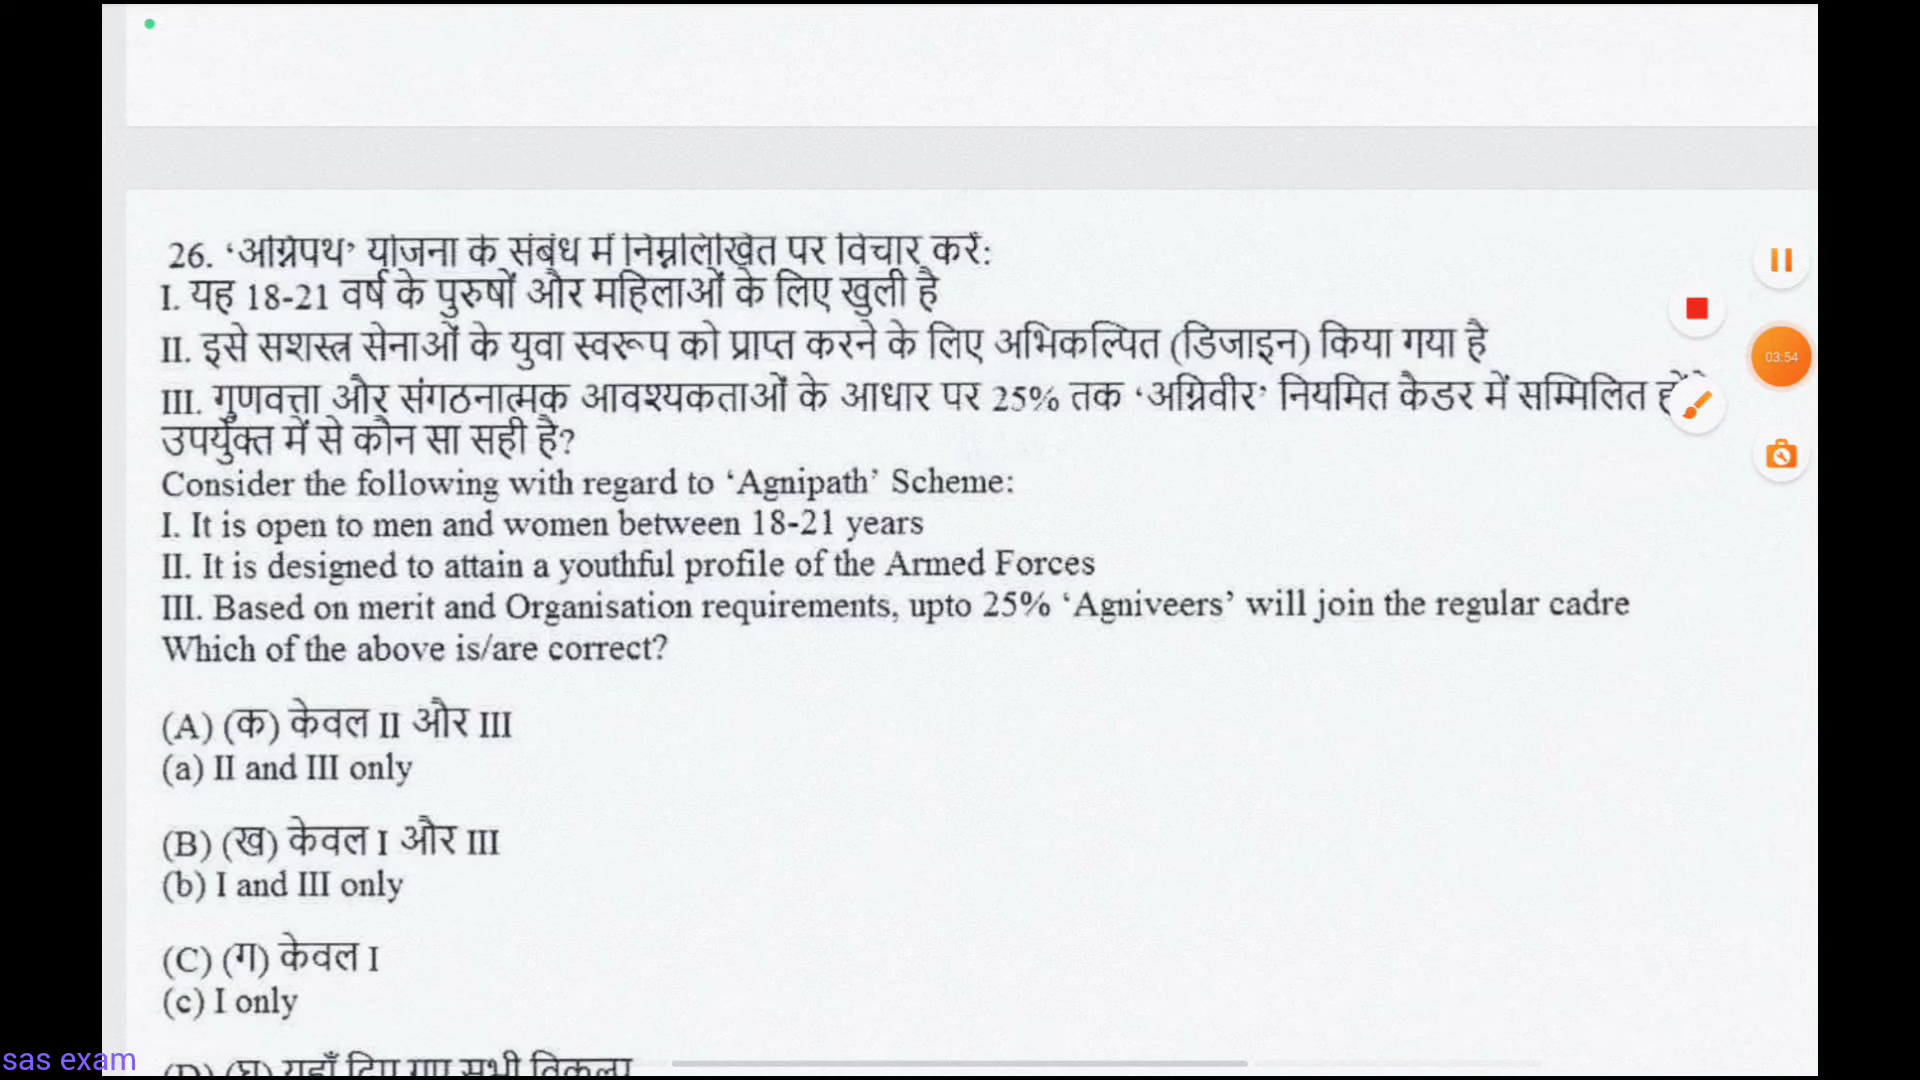 26. ‘अग्निपथ’ योजना के संबंध में निम्नलिखित पर विचार करें:
I. यह 18-21 वर्ष के पुरुषों और महिलाओं के लिए खुली है
II. इसे सशस्त्र सेनाओं के युवा स्वरूप को प्राप्त करने के लिए अभिकल्पित (डिजाइन) किया गया है
III. गुणवत्ता और संगठनात्मक आवश्यकताओं के आधार पर 25% तक ‘अग्निवीर’ नियमित कैडर में सम्मिलित
उपर्युक्त में से कौन सा सही है?
Consider the following with regard to ‘Agnipath’ Scheme:
I. It is open to men and women between 18-21 years
II. It is designed to attain a youthful profile of the Armed Forces
III. Based on merit and Organisation requirements, upto 25% ‘Agniveers’ will join the regular cadre
Which of the above is/are correct?
(A) (क) केवल II और III
(a) II and III only
(B) (ख) केवल I और III
(b) I and III only
(C) (ग) केवल I
(c) I only
(D) (घ) यहाँ दिए गए सभी विकल्प
03:54
sas exam